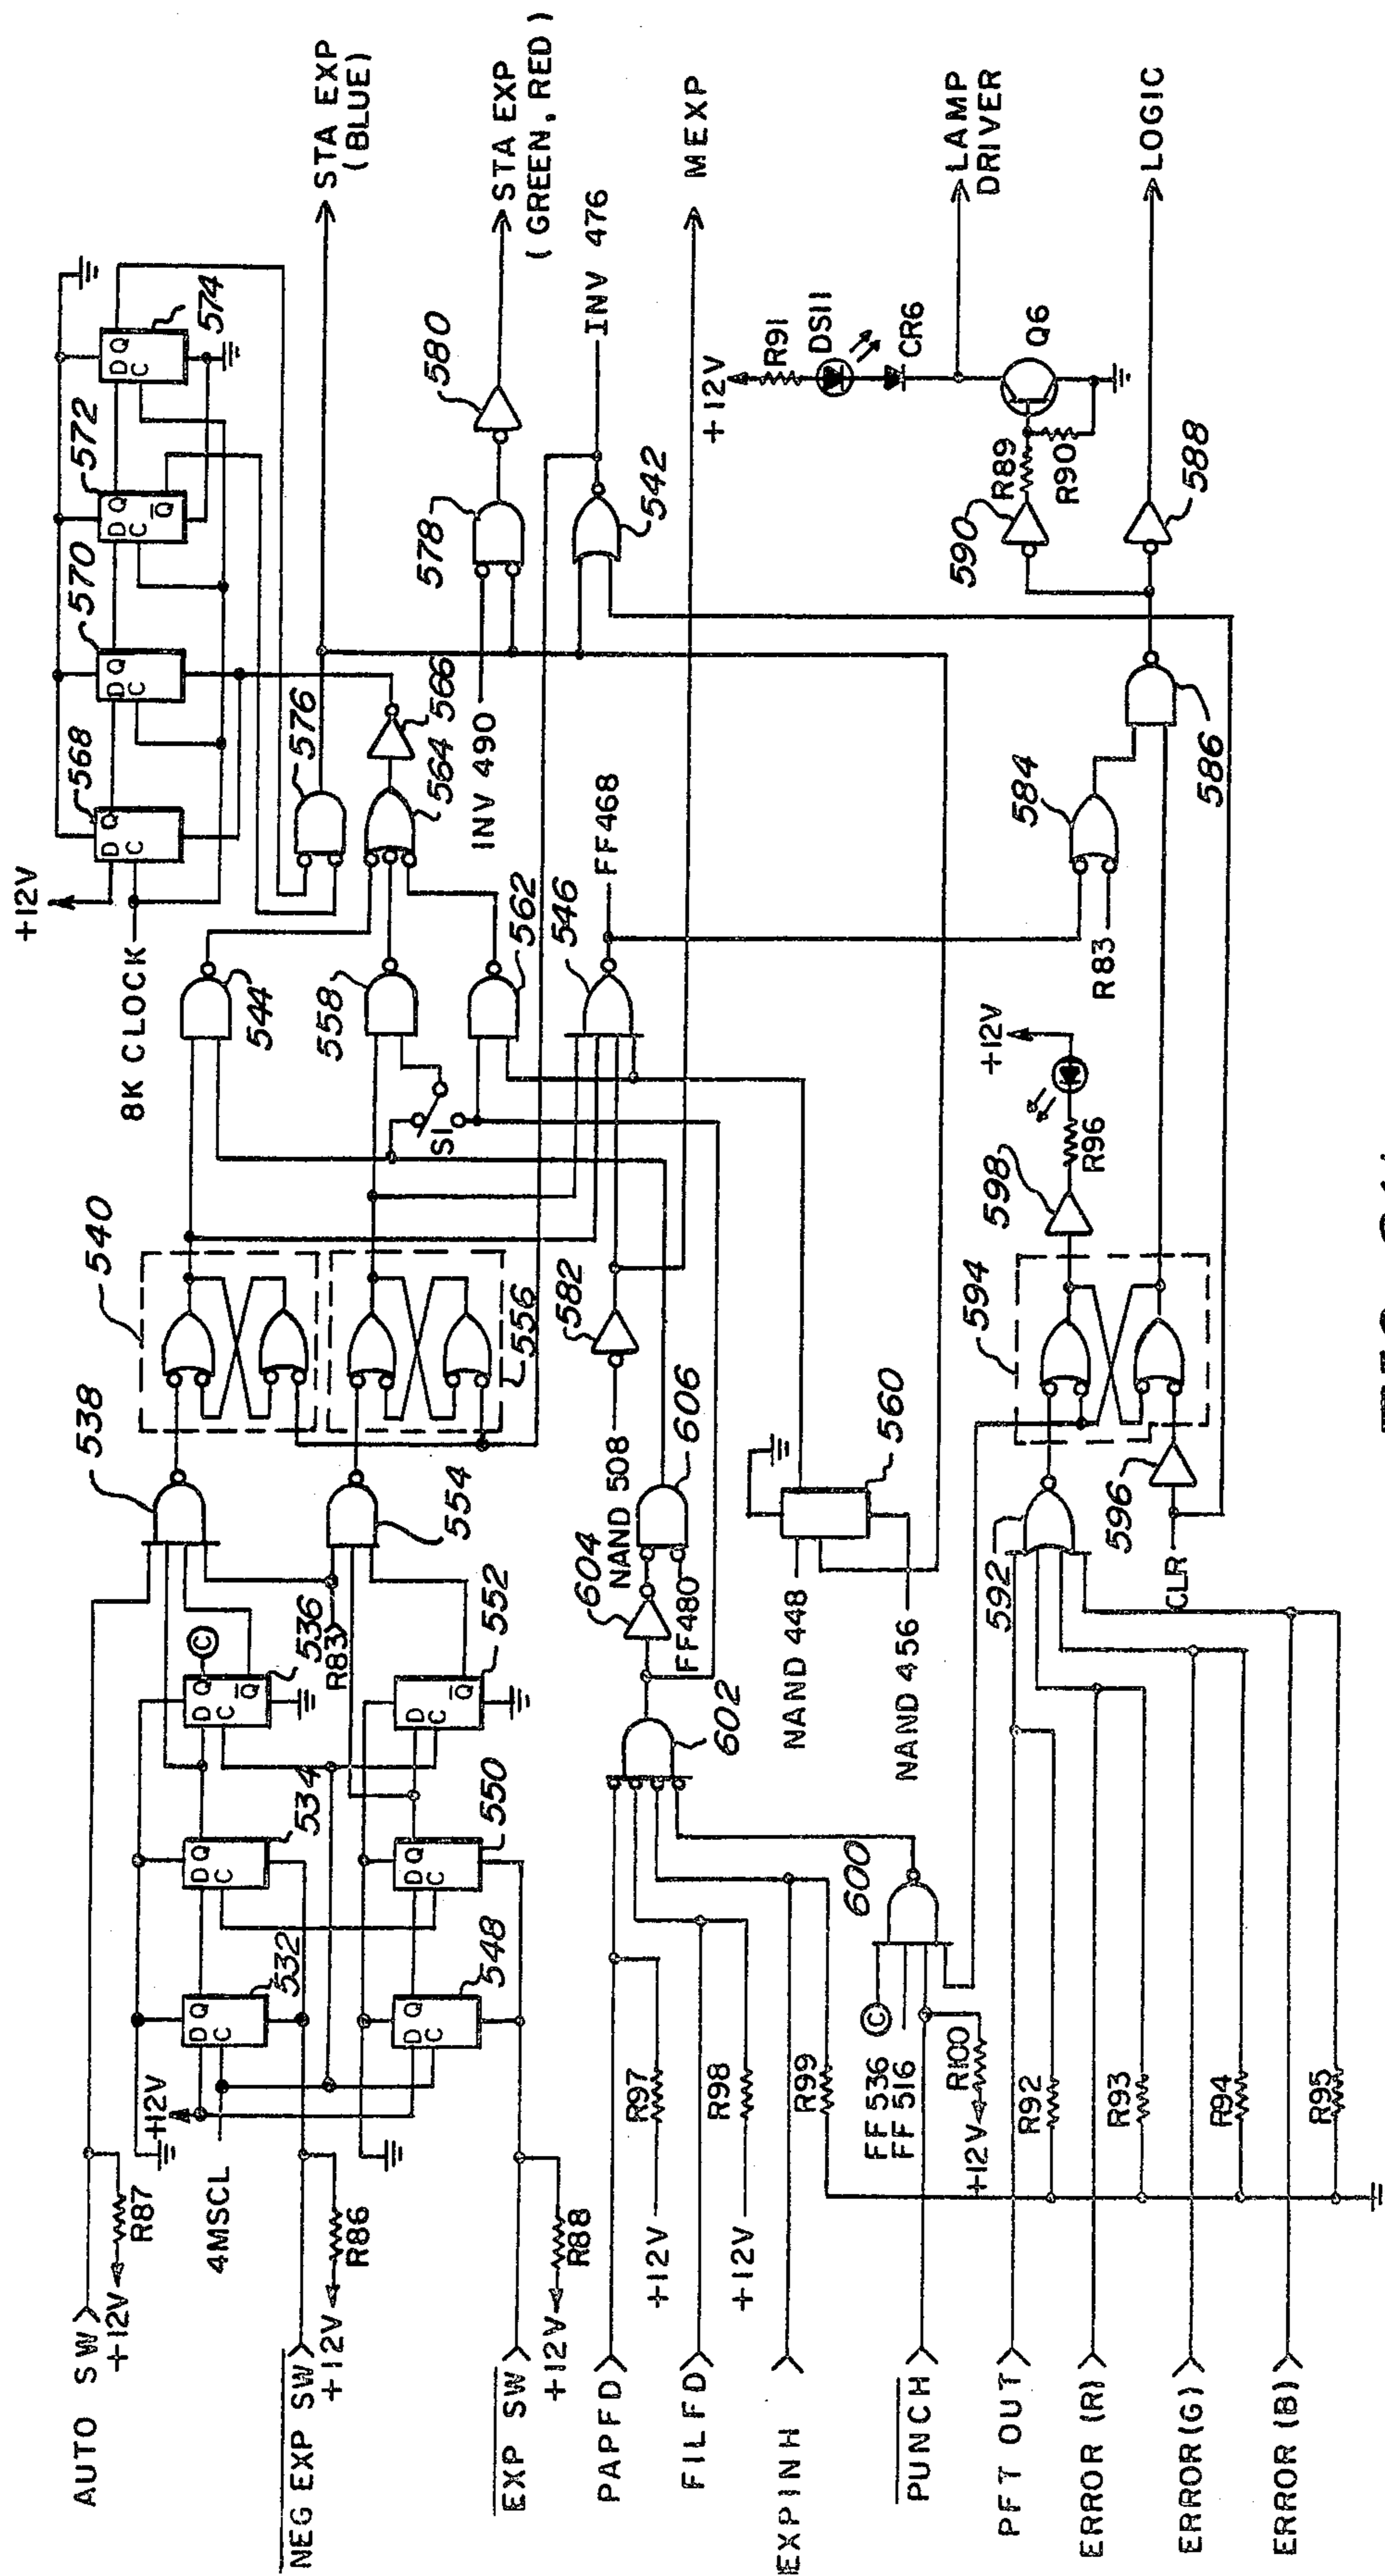 AUTO SW
+12V
R87
4MSCL
+12V
NEG EXP SW
+12V
R86
EXP SW
+12V
R88
D Q
C
532
D Q
C
534
D Q
C
Q
536
C
R83
D Q
C
548
D Q
C
550
D
C
Q
552
538
554
540
556
544
558
562
S1
546
FF468
8K CLOCK
+12V
D Q
C
568
D Q
C
570
D Q
C
Q
572
D Q
C
574
576
564
566
INV 490
578
580
STA EXP
(BLUE)
STA EXP
(GREEN, RED)
INV 476
542
MEXP
PAPFD
+12V
R97
FILFD
+12V
R98
EXPINH
R99
602
604
NAND 508
582
FF480
606
NAND 448
560
NAND 456
PUNCH
C
FF 536
FF 516
+12V
R100
600
PFT OUT
R92
ERROR (R)
R93
ERROR (G)
R94
ERROR (B)
R95
592
CLR
596
594
598
R96
+12V
R83
584
586
588
590
R89
R90
Q6
+12V
R91
DS11
CR6
LAMP
DRIVER
LOGIC